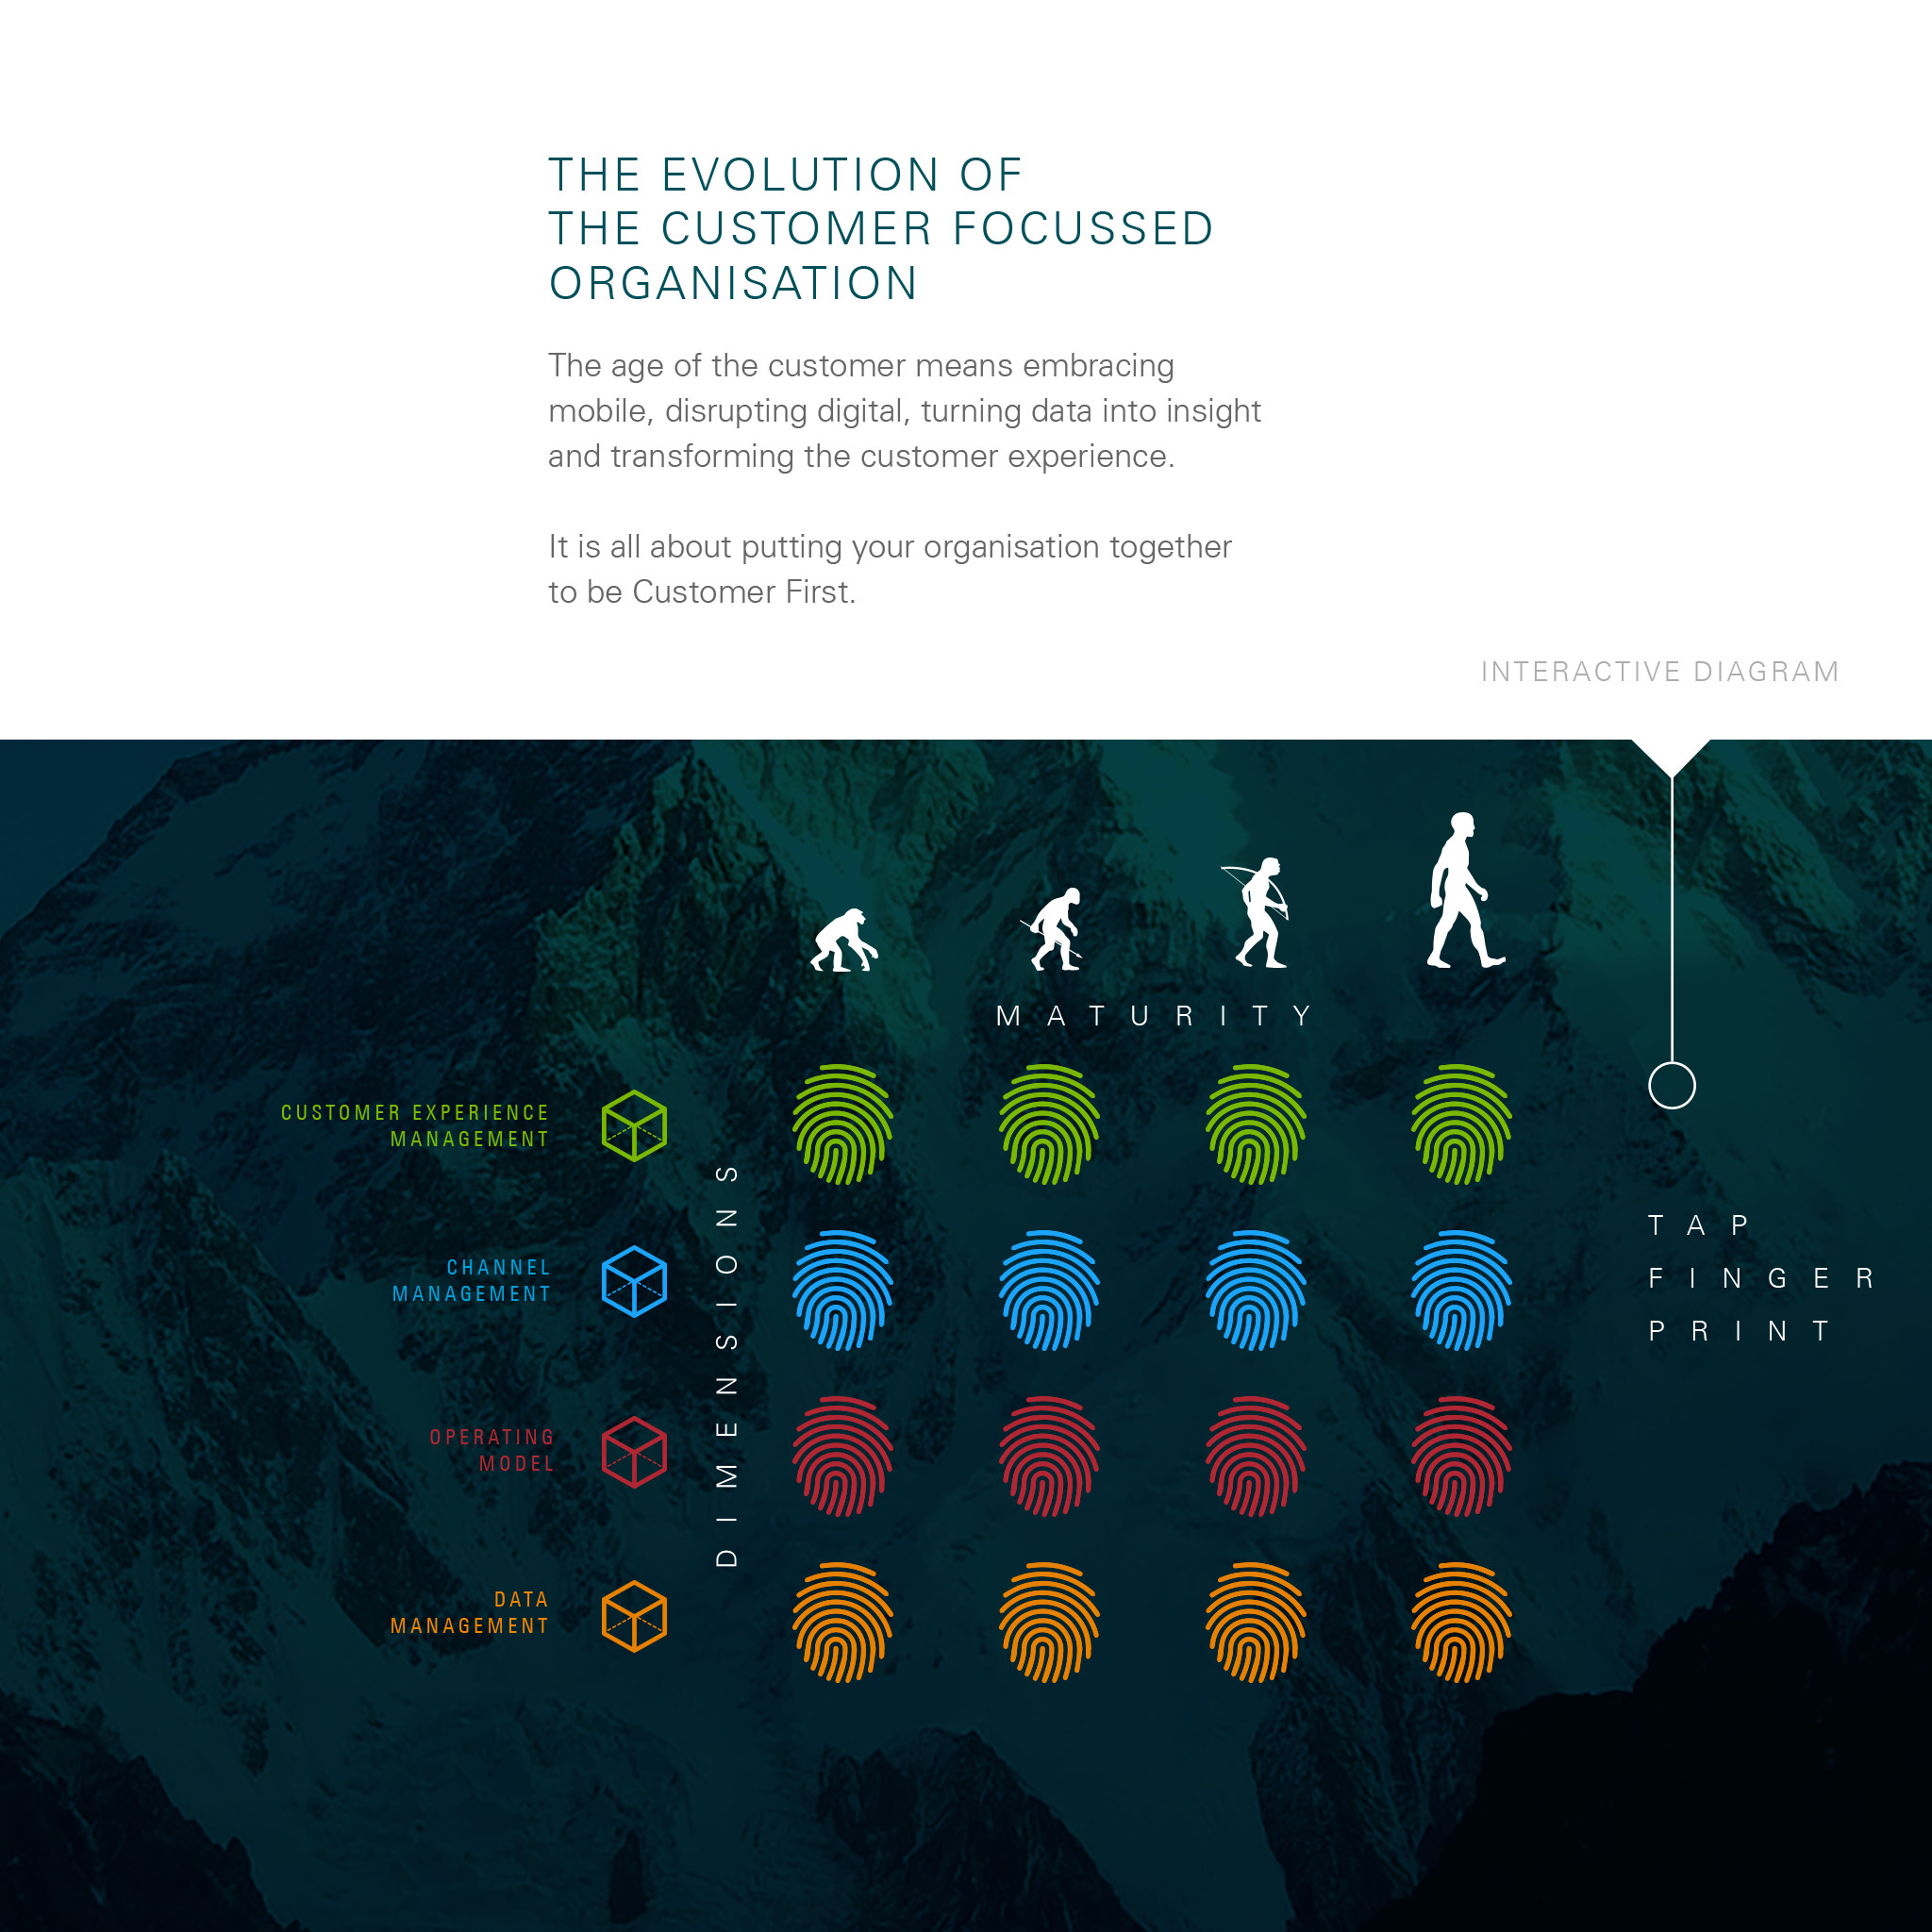 THE EVOLUTION OF
THE CUSTOMER FOCUSSED
ORGANISATION
The age of the customer means embracing
mobile, disrupting digital, turning data into insight
and transforming the customer experience.
It is all about putting your organisation together
to be Customer First.
INTERACTIVE DIAGRAM
MATURITY
CUSTOMER EXPERIENCE
MANAGEMENT
CHANNEL
MANAGEMENT
OPERATING
MODEL
DATA
MANAGEMENT
DIMENSIONS
TAP
FINGER
PRINT